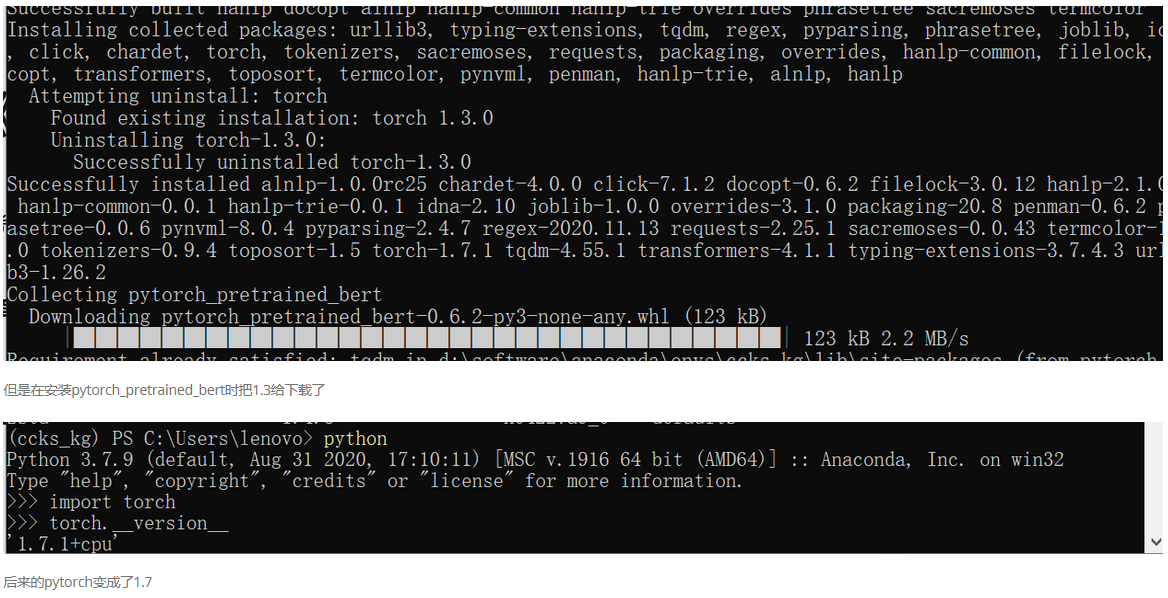 Successfully built hanlp docopt alnlp hanlp-common hanlp-trie overrides phrasetree sacremoses termcolor
Installing collected packages: urllib3, typing-extensions, tqdm, regex, pyparsing, phrasetree, joblib,
, click, chardet, torch, tokenizers, sacremoses, requests, packaging, overrides, hanlp-common, filelock,
copt, transformers, toposort, termcolor, pynvml, penman, hanlp-trie, alnlp, hanlp
Attempting uninstall: torch
Found existing installation: torch 1.3.0
Uninstalling torch-1.3.0:
Successfully uninstalled torch-1.3.0
Successfully installed alnlp-1.0.0rc25 chardet-4.0.0 click-7.1.2 docopt-0.6.2 filelock-3.0.12 hanlp-2.1.0
hanlp-common-0.0.1 hanlp-trie-0.0.1 idna-2.10 joblib-1.0.0 overrides-3.1.0 packaging-20.8 penman-0.6.2 p
asetree-0.0.6 pynvml-8.0.4 pyparsing-2.4.7 regex-2020.11.13 requests-2.25.1 sacremoses-0.0.43 termcolor-1
.0 tokenizers-0.9.4 toposort-1.5 torch-1.7.1 tqdm-4.55.1 transformers-4.1.1 typing-extensions-3.7.4.3 url
b3-1.26.2
Collecting pytorch_pretrained_bert
Downloading pytorch_pretrained_bert-0.6.2-py3-none-any.whl (123 kB)
123 kB 2.2 MB/s
Requirement already satisfied: tqdm in d:\software\anaconda\envs\ccks_kg\lib\site-packages (from pytorch
但是在安装pytorch_pretrained_bert时把1.3给下载了
(ccks_kg) PS C:\Users\lenovo> python
Python 3.7.9 (default, Aug 31 2020, 17:10:11) [MSC v.1916 64 bit (AMD64)] :: Anaconda, Inc. on win32
Type "help", "copyright", "credits" or "license" for more information.
>>> import torch
>>> torch.__version__
'1.7.1+cpu'
后来的pytorch变成了1.7